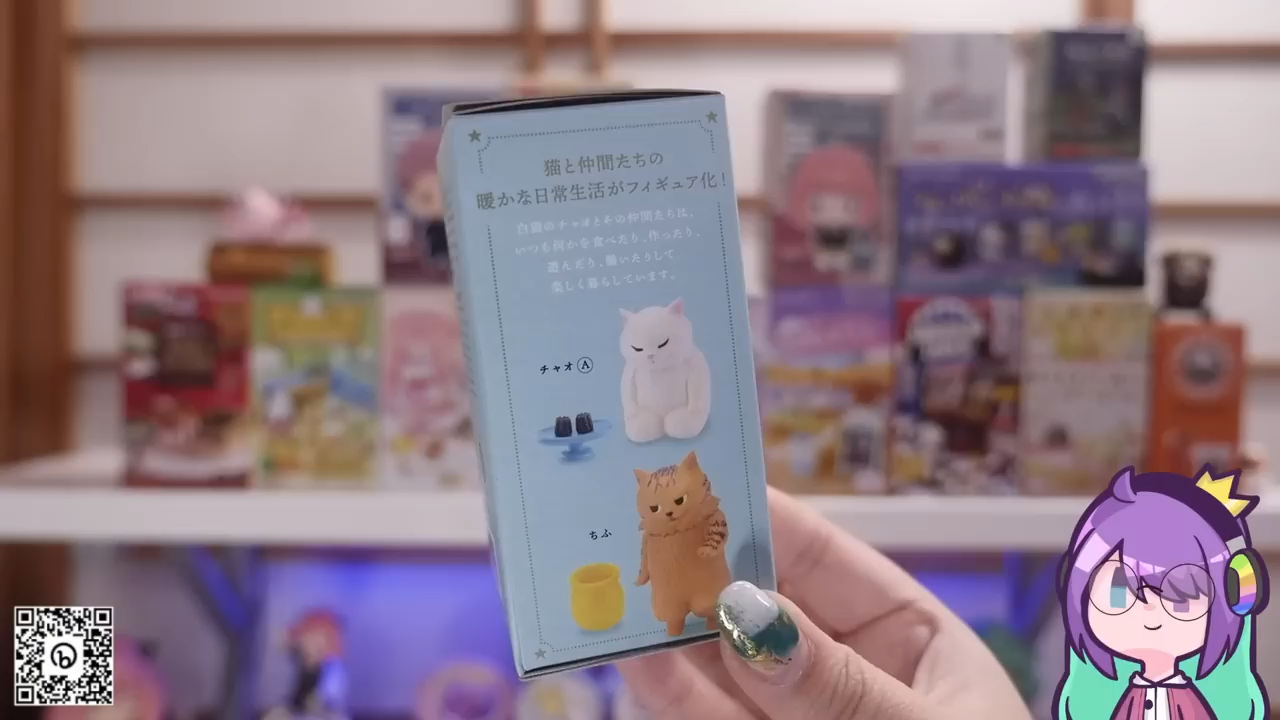 猫と仲間たちの
暖かな日常生活がフィギュア化!
白猫のチャオとその仲間たちは、
いつも何かを食べたり、作ったり、
遊んだり、働いたりして
楽しく暮らしています。
チャオ Ⓐ
ちふ